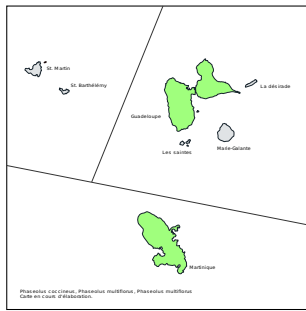 St. Martin
St. Barthélémy
La désirade
Guadeloupe
Les saintes
Marie-Galante
Martinique
Phaseolus coccineus, Phaseolus multiflorus, Phaseolus multiflorus
Carte en cours d'élaboration.